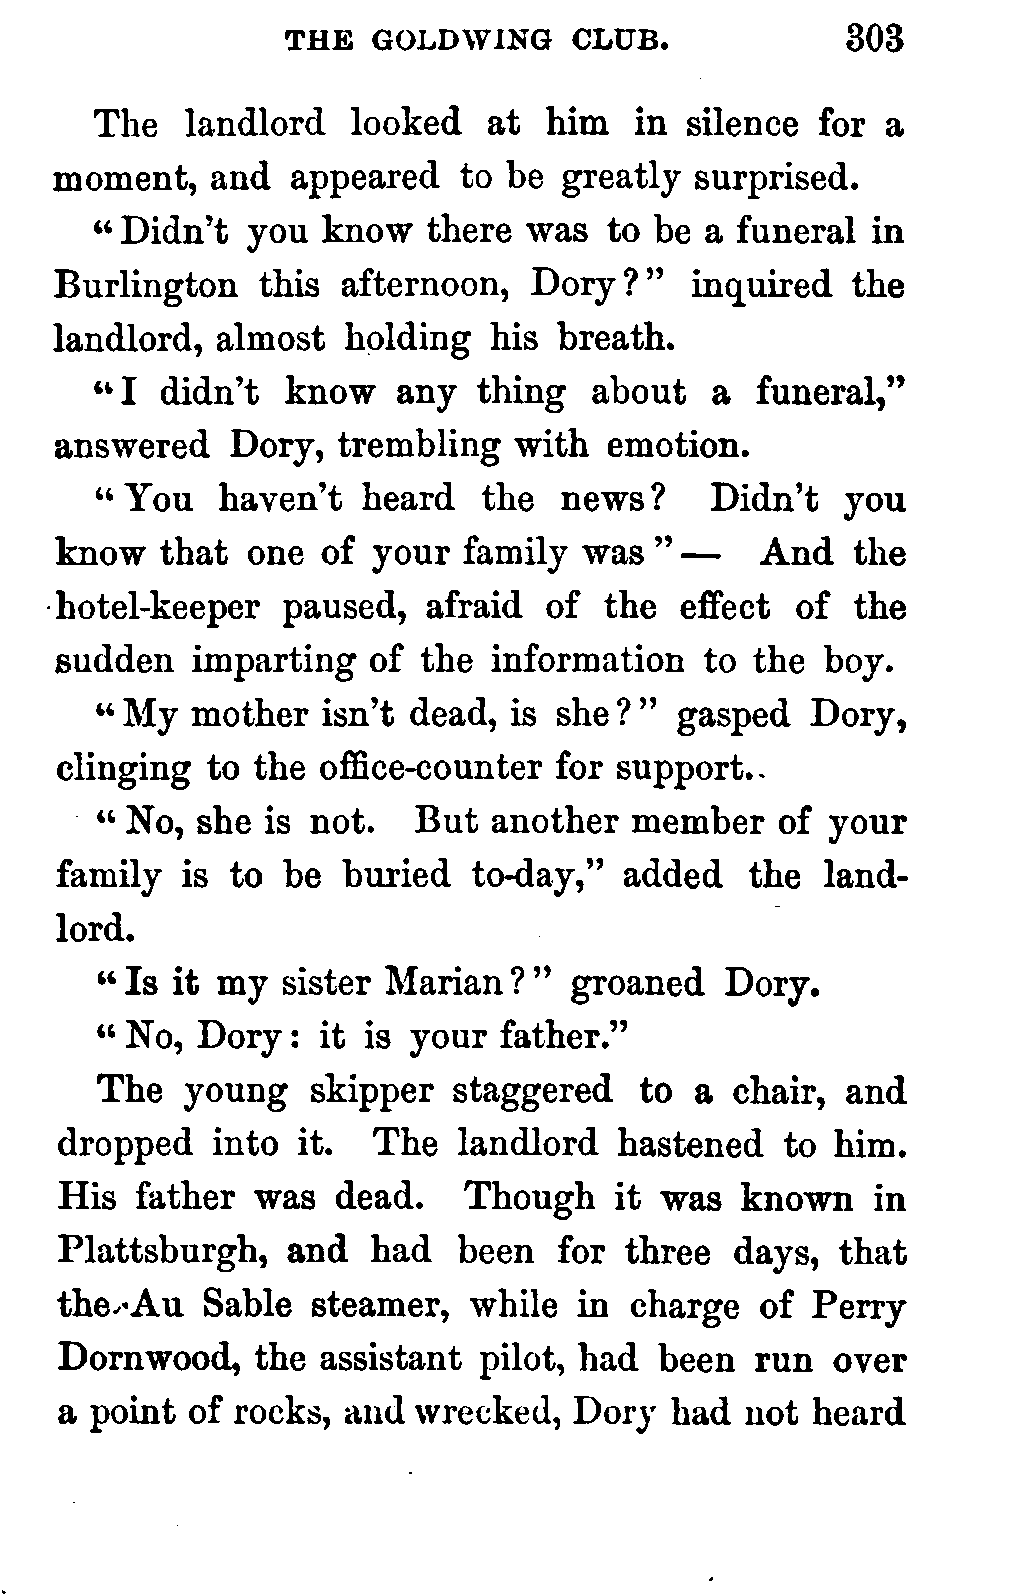 THE GOLDWING CLUB. 303
The landlord looked at him in silence for a
moment, and appeared to be greatly surprised.
"Didn't you know there was to be a funeral in
Burlington this afternoon, Dory?" inquired the
landlord, almost holding his breath.
"I didn't know any thing about a funeral,"
answered Dory, trembling with emotion.
"You haven't heard the news? Didn't you
know that one of your family was"— And the
hotel-keeper paused, afraid of the effect of the
sudden imparting of the information to the boy.
"My mother isn't dead, is she?" gasped Dory,
clinging to the office-counter for support.
"No, she is not. But another member of your
family is to be buried to-day," added the land-
lord.
"Is it my sister Marian?" groaned Dory.
"No, Dory: it is your father."
The young skipper staggered to a chair, and
dropped into it. The landlord hastened to him.
His father was dead. Though it was known in
Plattsburgh, and had been for three days, that
the Au Sable steamer, while in charge of Perry
Dornwood, the assistant pilot, had been run over
a point of rocks, and wrecked, Dory had not heard